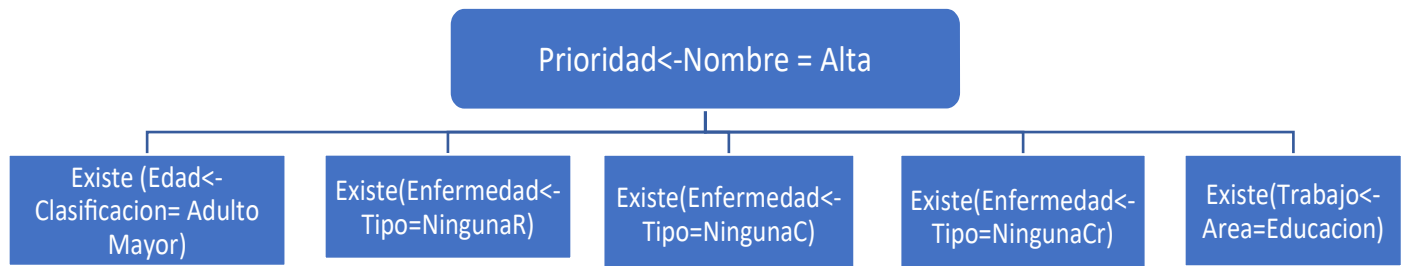 Prioridad<-Nombre = Alta
Existe (Edad<-
Clasificacion= Adulto
Mayor)
Existe(Enfermedad<-
Tipo=NingunaR)
Existe(Enfermedad<-
Tipo=NingunaC)
Existe(Enfermedad<-
Tipo=NingunaCr)
Existe(Trabajo<-
Area=Educacion)